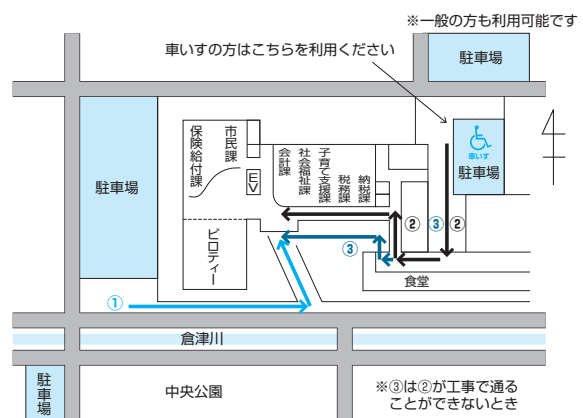 ※一般の方も利用可能です
車いすの方はこちらを利用ください
駐車場
駐車場
保険給付課
市民課
EV
会計課
社会福祉課
子育て支援課
税務課
納税課
車いす
駐車場
②
③
②
ピロティー
③
食堂
①
倉津川
駐車場
中央公園
※③は②が工事で通る
ことができないとき